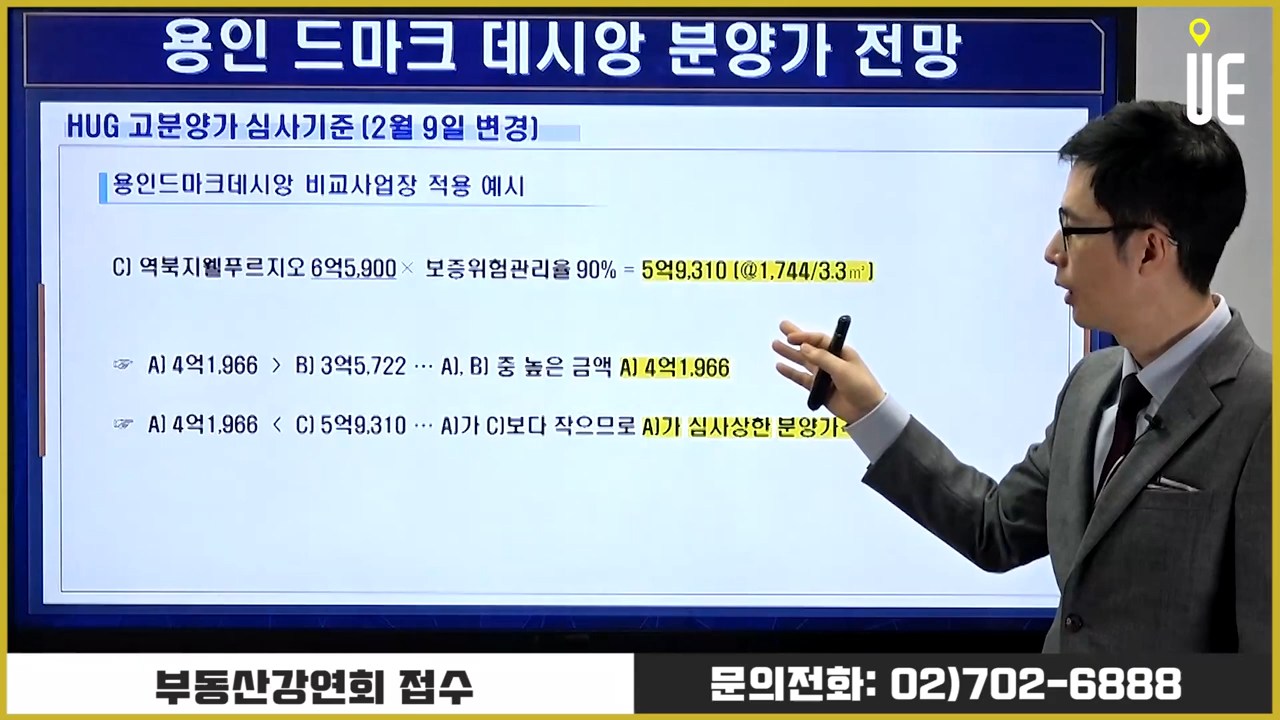 용인 드마크 데시앙 분양가 전망
UE
HUG 고분양가 심사기준(2월 9일 변경)
용인드마크데시앙 비교사업장 적용 예시
C) 역북지웰푸르지오 6억5,900× 보증위험관리율 90% = 5억9,310 (@1,744/3.3㎡)
☞ A) 4억1,966 > B) 3억5,722 … A), B) 중 높은 금액 A) 4억1,966
☞ A) 4억1,966 < C) 5억9,310 … A)가 C)보다 작으므로 A)가 심사상한 분양가
부동산강연회 접수
문의전화: 02)702-6888